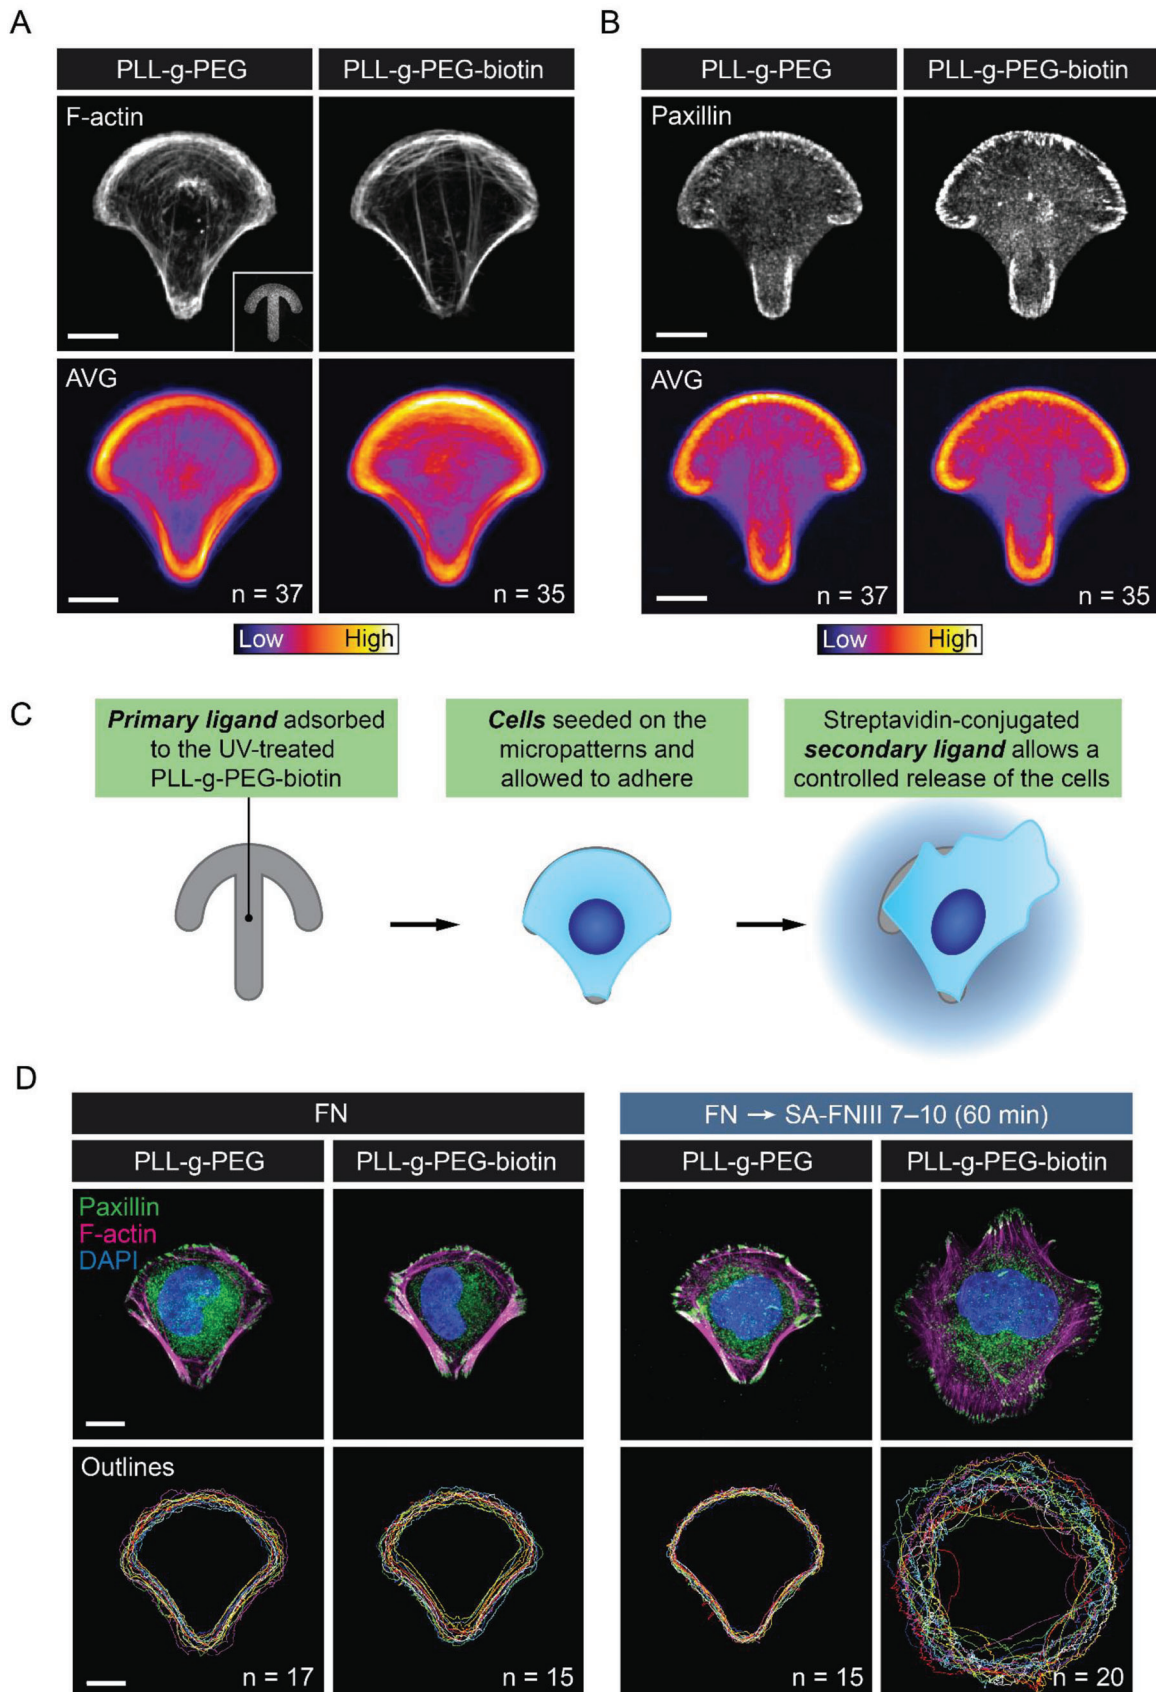 A
B
PLL-g-PEG
PLL-g-PEG-biotin
PLL-g-PEG
PLL-g-PEG-biotin
F-actin
Paxillin
AVG
AVG
n = 37
n = 35
n = 37
n = 35
Low
High
Low
High
C
Primary ligand adsorbed
to the UV-treated
PLL-g-PEG-biotin
Cells seeded on the
micropatterns and
allowed to adhere
Streptavidin-conjugated
secondary ligand allows a
controlled release of the cells
D
FN
FN → SA-FNIII 7–10 (60 min)
PLL-g-PEG
PLL-g-PEG-biotin
PLL-g-PEG
PLL-g-PEG-biotin
Paxillin
F-actin
DAPI
Outlines
n = 17
n = 15
n = 15
n = 20